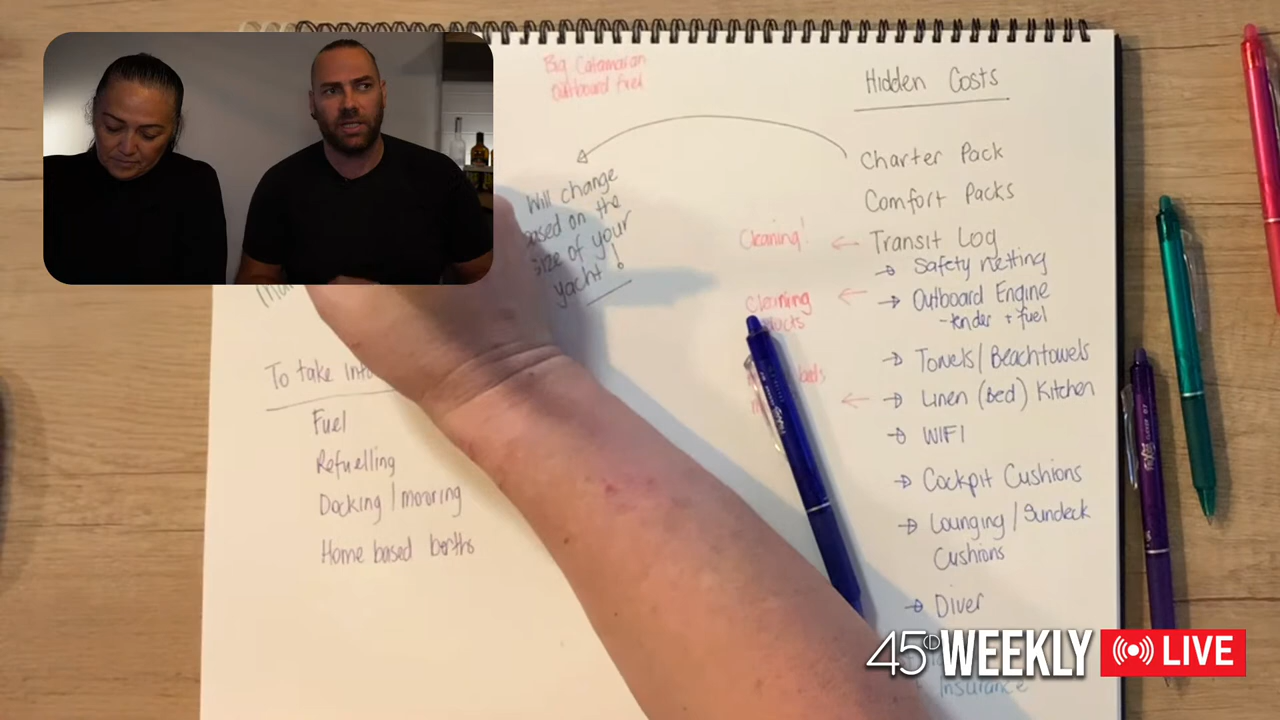 Big Catamaran
Outboard fuel
Will change
based on the
size of your
yacht!
To take into
Fuel
Refuelling
Docking / mooring
Home based berths
Hidden Costs
Charter Pack
Comfort Packs
Cleaning! ← Transit Log
→ Safety netting
Cleaning ← → Outboard Engine
- tender + fuel
→ Towels / Beachtowels
beds
← → Linen (Bed) Kitchen
→ WIFI
→ Cockpit Cushions
→ Lounging / Sundeck
Cushions
→ Diver
Insurance
45° WEEKLY LIVE